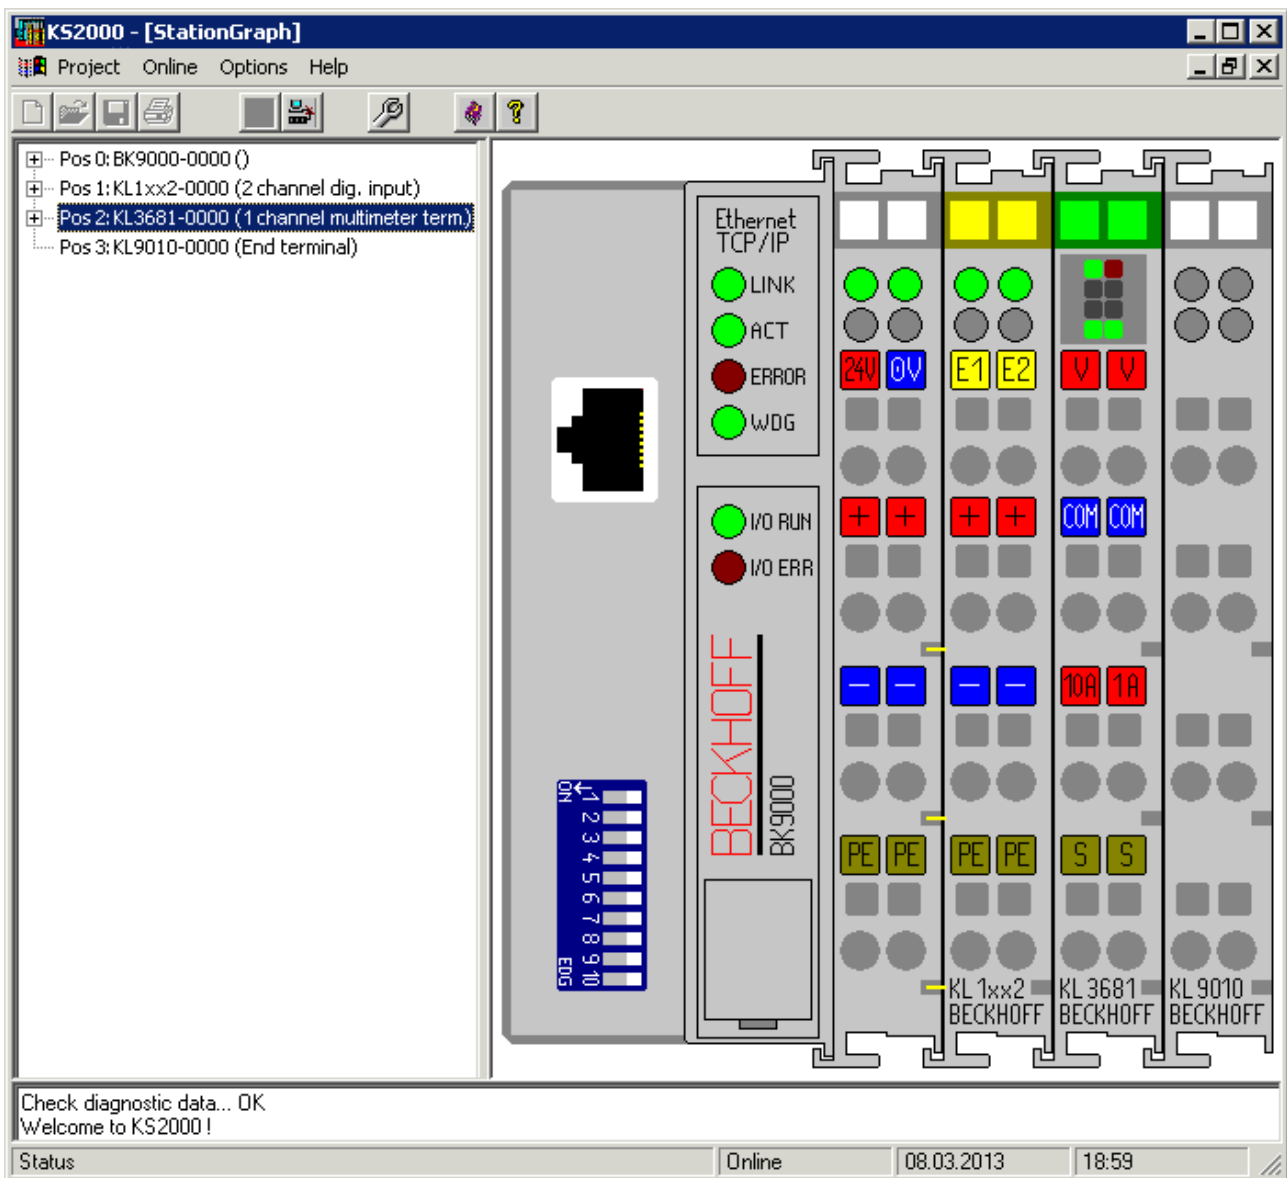 KS2000 - [StationGraph]
Project Online Options Help
Pos 0: BK9000-0000 ()
Pos 1: KL1xx2-0000 (2 channel dig. input)
Pos 2: KL3681-0000 (1 channel multimeter term.)
Pos 3: KL9010-0000 (End terminal)
Ethernet
TCP/IP
LINK
ACT
ERROR
WDG
I/O RUN
I/O ERR
BECKHOFF
BK9000
ON
1
2
3
4
5
6
7
8
9
10
EDG
24V 0V E1 E2 V V
+ + + + COM COM
− − − − 10A 1A
PE PE PE PE S S
KL 1xx2 KL 3681 KL 9010
BECKHOFF BECKHOFF BECKHOFF
Check diagnostic data... OK
Welcome to KS2000 !
Status Online 08.03.2013 18:59